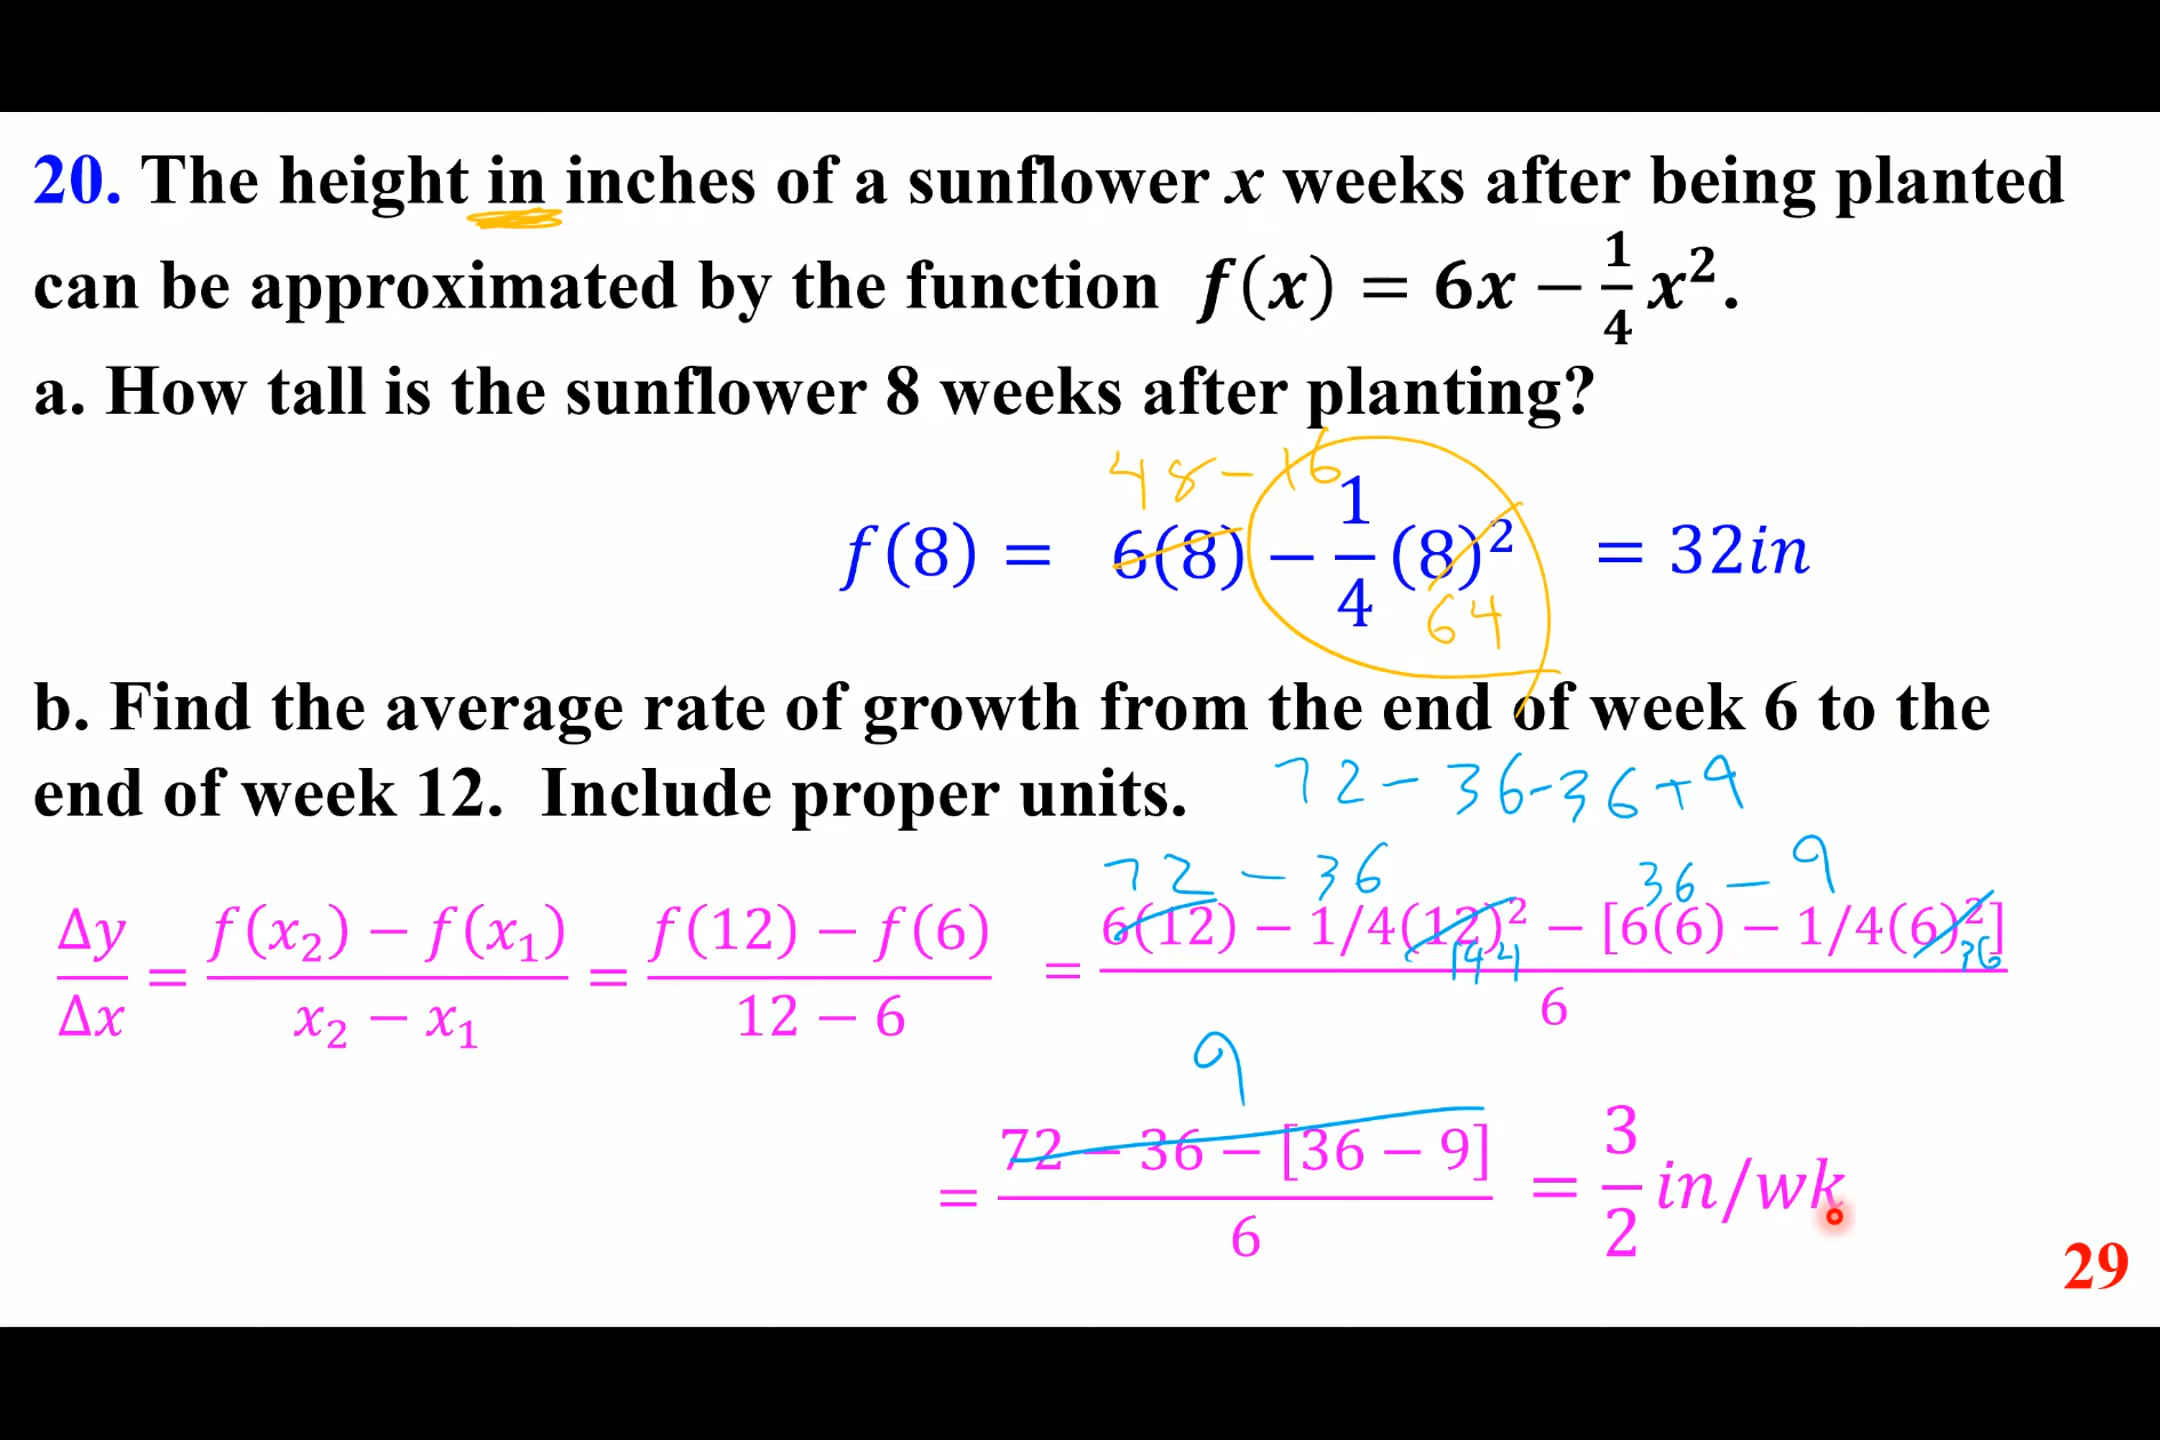 20. The height in inches of a sunflower x weeks after being planted
can be approximated by the function f(x) = 6x − 1/4 x².
a. How tall is the sunflower 8 weeks after planting?
48 − 16
f(8) = 6(8) − 1/4 (8)² = 32in
64
b. Find the average rate of growth from the end of week 6 to the
end of week 12. Include proper units.
72 − 36 − 36 + 9
72 − 36 36 − 9
Δy/Δx = (f(x₂) − f(x₁))/(x₂ − x₁) = (f(12) − f(6))/(12 − 6) = (6(12) − 1/4(12)² − [6(6) − 1/4(6)²])/6
144 36
9
= (72 − 36 − [36 − 9])/6 = 3/2 in/wk
29